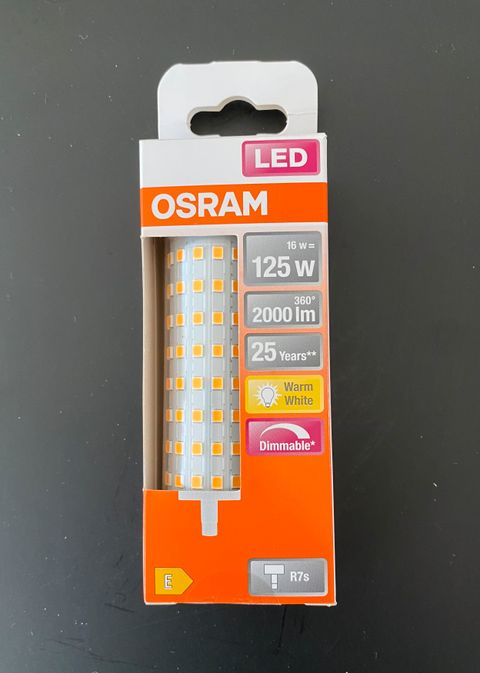 LED
OSRAM
16 w=
125 w
360°
2000 lm
25 Years**
Warm
White
Dimmable*
E
R7s